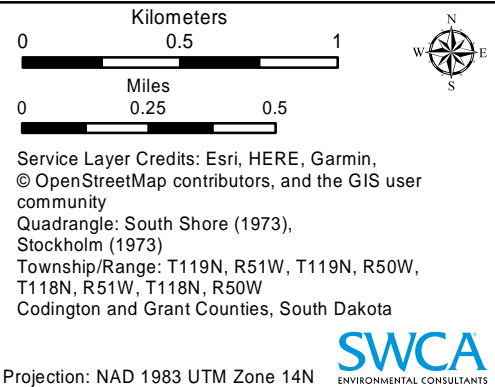 Kilometers
0 0.5 1
N
W E
S
Miles
0 0.25 0.5
Service Layer Credits: Esri, HERE, Garmin,
© OpenStreetMap contributors, and the GIS user
community
Quadrangle: South Shore (1973),
Stockholm (1973)
Township/Range: T119N, R51W, T119N, R50W,
T118N, R51W, T118N, R50W
Codington and Grant Counties, South Dakota
Projection: NAD 1983 UTM Zone 14N
SWCA
ENVIRONMENTAL CONSULTANTS